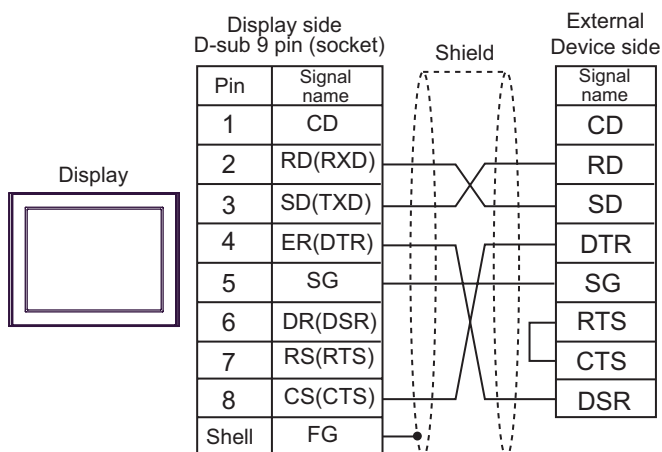 Display side
D-sub 9 pin (socket)
Shield
External
Device side
Display
Pin Signal name
1 CD
2 RD(RXD)
3 SD(TXD)
4 ER(DTR)
5 SG
6 DR(DSR)
7 RS(RTS)
8 CS(CTS)
Shell FG
Signal
name
CD
RD
SD
DTR
SG
RTS
CTS
DSR